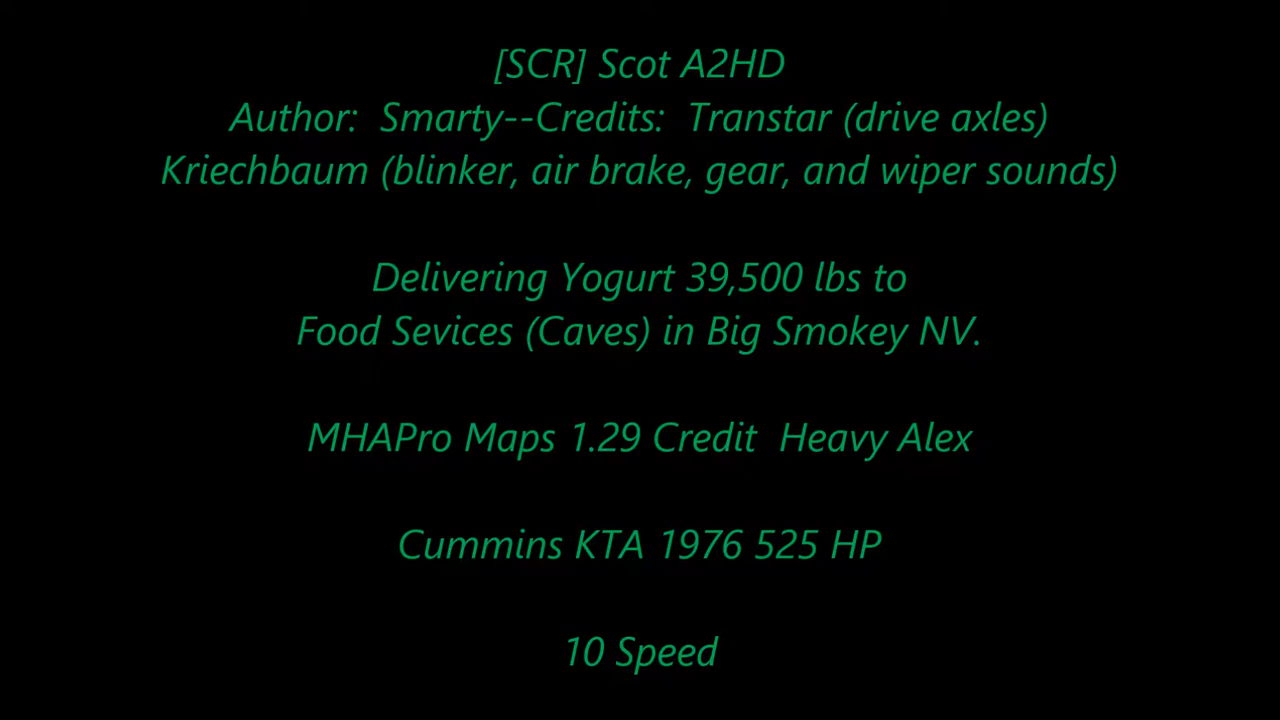 [SCR] Scot A2HD
Author:  Smarty--Credits:  Transtar (drive axles)
Kriechbaum (blinker, air brake, gear, and wiper sounds)
Delivering Yogurt 39,500 lbs to
Food Sevices (Caves) in Big Smokey NV.
MHAPro Maps 1.29 Credit  Heavy Alex
Cummins KTA 1976 525 HP
10 Speed